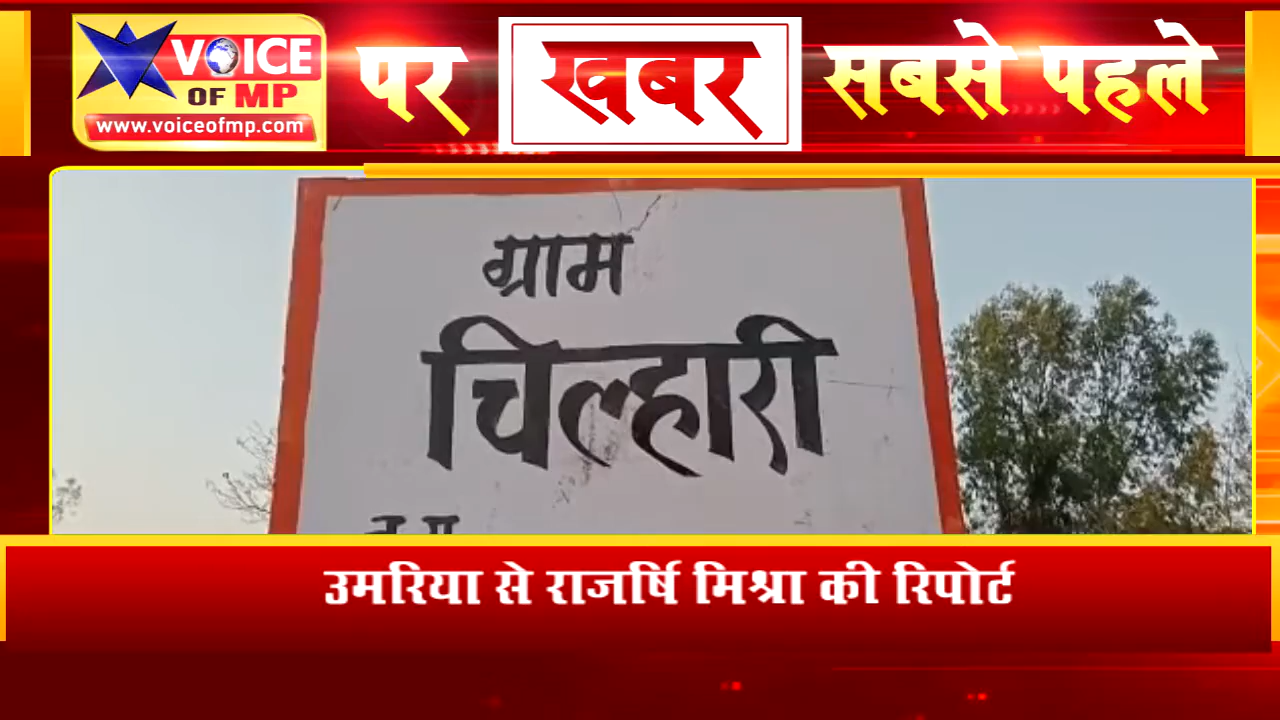 VOICE
OF MP
www.voiceofmp.com
पर खबर सबसे पहले
ग्राम
चिल्हारी
उमरिया से राजर्षि मिश्रा की रिपोर्ट